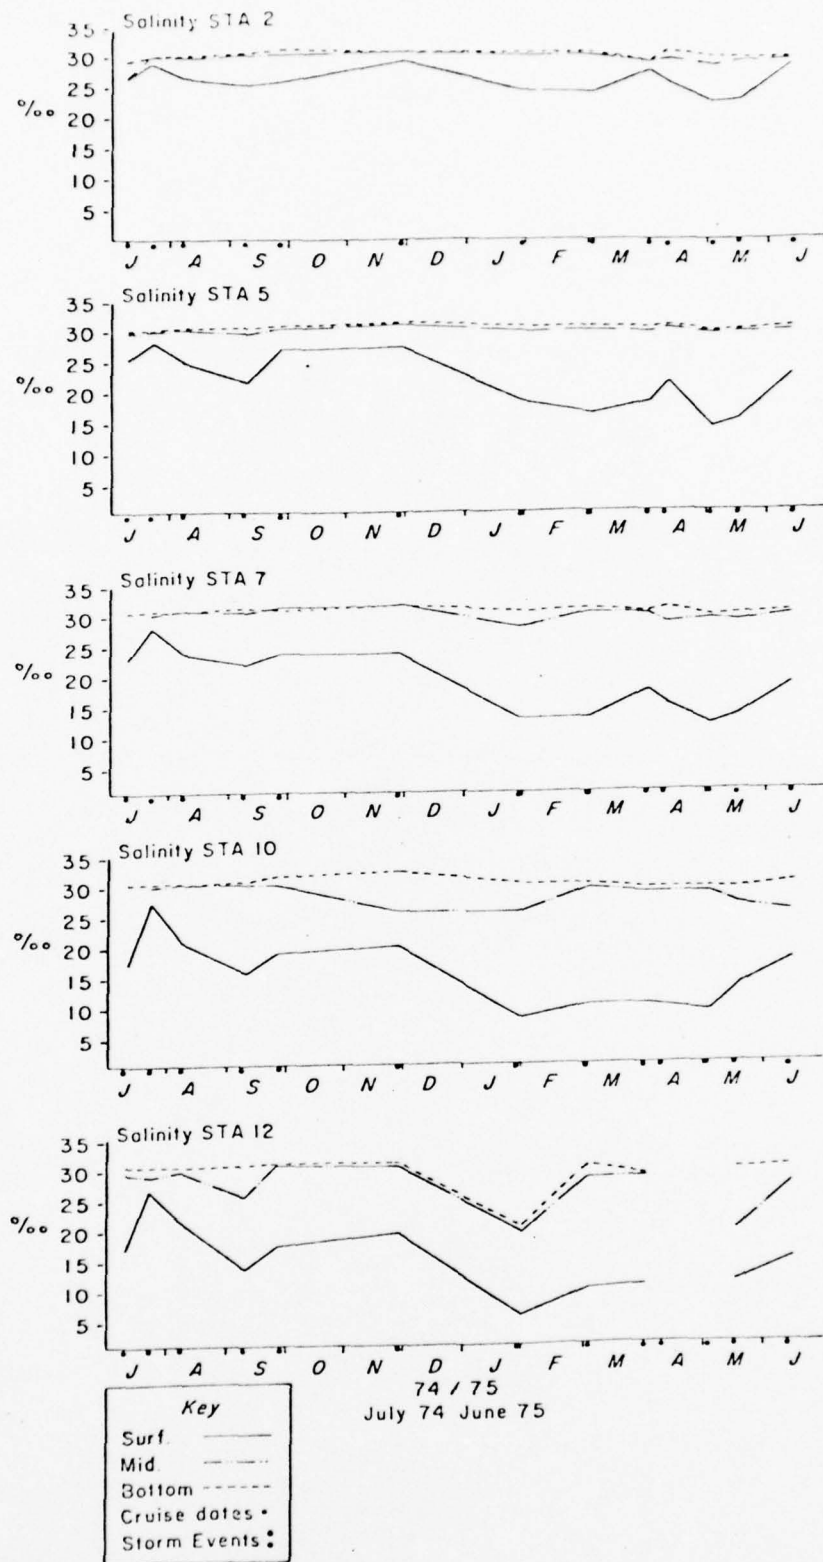 Salinity STA 2
35
30
25
‰
20
15
10
5
J A S O N D J F M A M J
Salinity STA 5
35
30
25
‰
20
15
10
5
J A S O N D J F M A M J
Salinity STA 7
35
30
25
‰
20
15
10
5
J A S O N D J F M A M J
Salinity STA 10
35
30
25
‰
20
15
10
5
J A S O N D J F M A M J
Salinity STA 12
35
30
25
‰
20
15
10
5
J A S O N D J F M A M J
74 / 75
July 74 June 75
Key
Surf.
Mid.
Bottom
Cruise dates
Storm Events